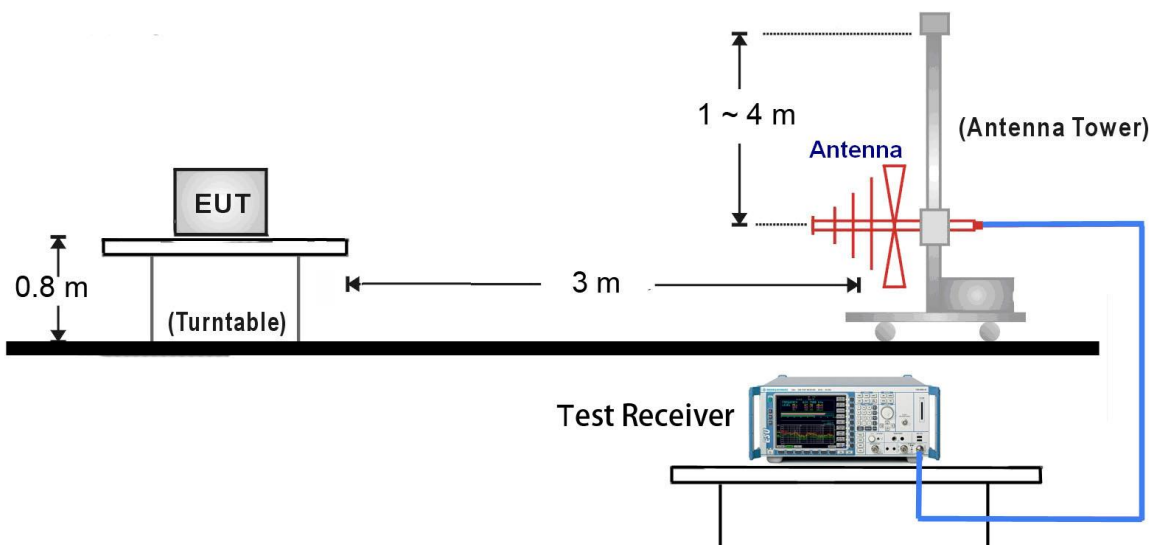 1 ~ 4 m
(Antenna Tower)
Antenna
EUT
0.8 m
3 m
(Turntable)
Test Receiver